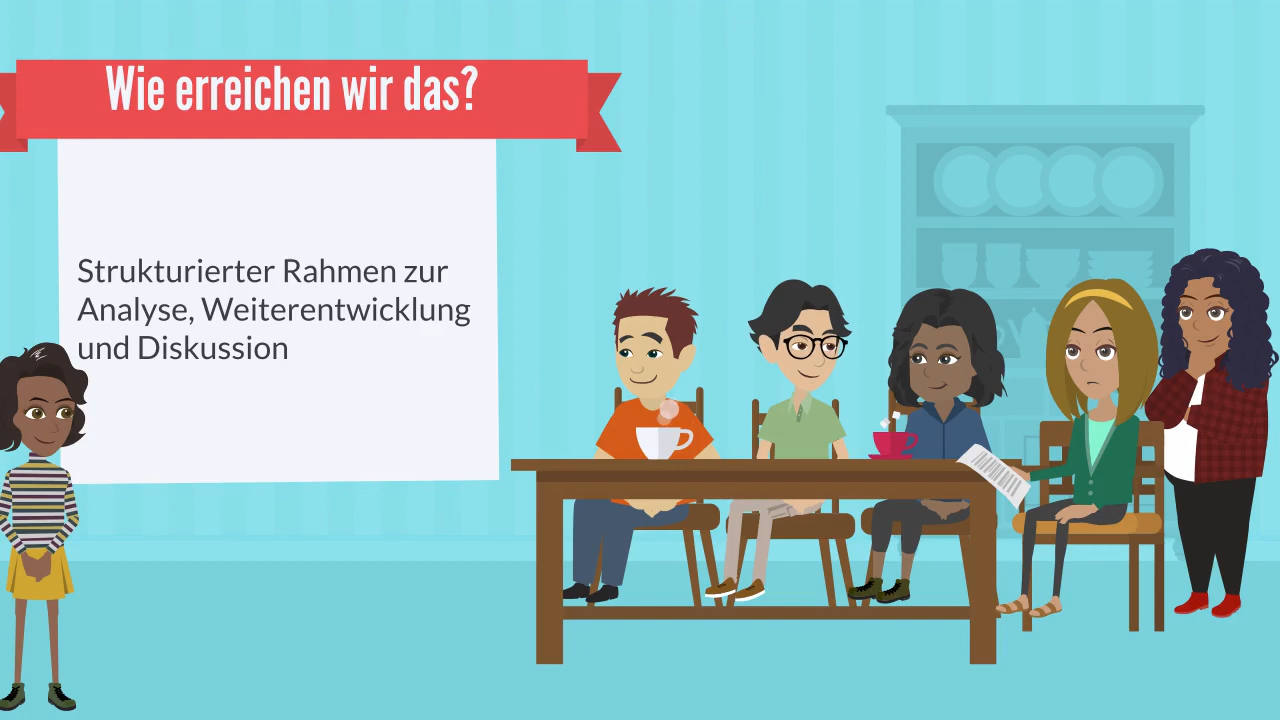 Wie erreichen wir das?
Strukturierter Rahmen zur
Analyse, Weiterentwicklung
und Diskussion